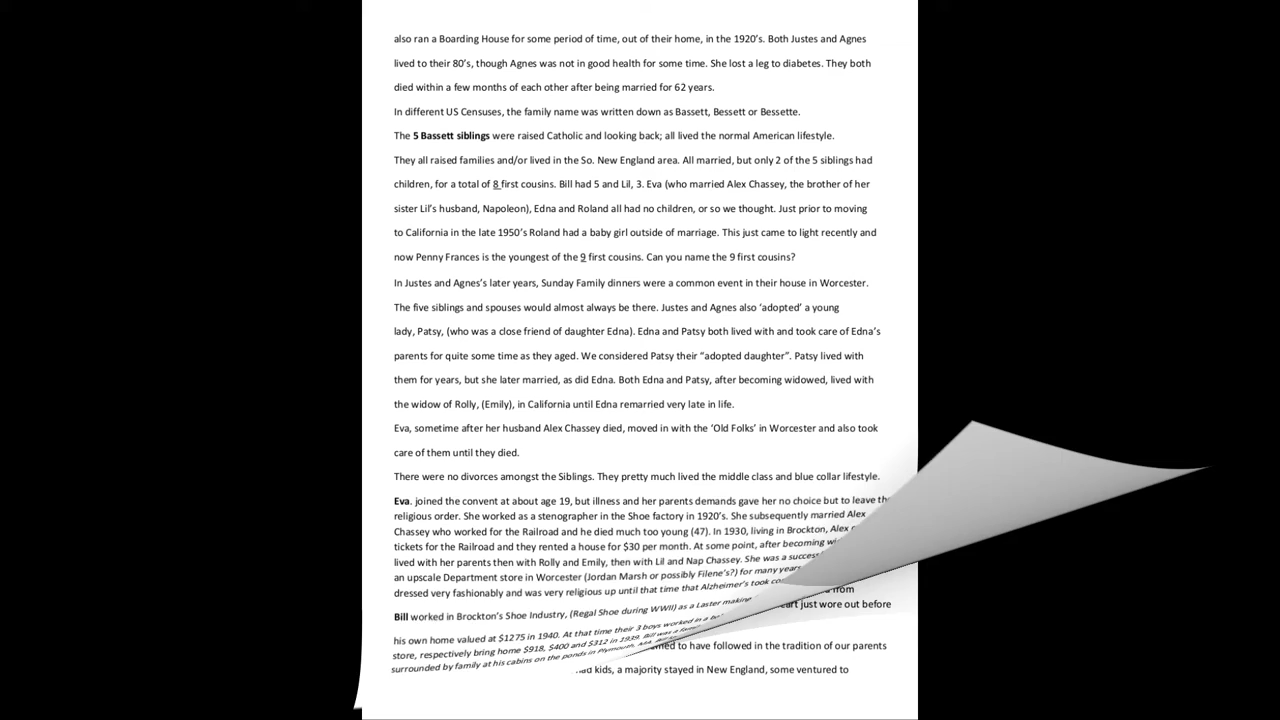 also ran a Boarding House for some period of time, out of their home, in the 1920's. Both Justes and Agnes
lived to their 80's, though Agnes was not in good health for some time. She lost a leg to diabetes. They both
died within a few months of each other after being married for 62 years.
In different US Censuses, the family name was written down as Bassett, Bessett or Bessette.
The 5 Bassett siblings were raised Catholic and looking back; all lived the normal American lifestyle.
They all raised families and/or lived in the So. New England area. All married, but only 2 of the 5 siblings had
children, for a total of 8 first cousins. Bill had 5 and Lil, 3. Eva (who married Alex Chassey, the brother of her
sister Lil's husband, Napoleon), Edna and Roland all had no children, or so we thought. Just prior to moving
to California in the late 1950's Roland had a baby girl outside of marriage. This just came to light recently and
now Penny Frances is the youngest of the 9 first cousins. Can you name the 9 first cousins?
In Justes and Agnes's later years, Sunday Family dinners were a common event in their house in Worcester.
The five siblings and spouses would almost always be there. Justes and Agnes also ‘adopted’ a young
lady, Patsy, (who was a close friend of daughter Edna). Edna and Patsy both lived with and took care of Edna's
parents for quite some time as they aged. We considered Patsy their “adopted daughter”. Patsy lived with
them for years, but she later married, as did Edna. Both Edna and Patsy, after becoming widowed, lived with
the widow of Rolly, (Emily), in California until Edna remarried very late in life.
Eva, sometime after her husband Alex Chassey died, moved in with the ‘Old Folks’ in Worcester and also took
care of them until they died.
There were no divorces amongst the Siblings. They pretty much lived the middle class and blue collar lifestyle.
Eva. joined the convent at about age 19, but illness and her parents demands gave her no choice but to leave
religious order. She worked as a stenographer in the Shoe factory in 1920's. She subsequently married Alex
Chassey who worked for the Railroad and he died much too young (47). In 1930, living in Brockton, Alex
tickets for the Railroad and they rented a house for $30 per month. At some point, after becoming
lived with her parents then with Rolly and Emily, then with Lil and Nap Chassey. She was a
an upscale Department store in Worcester (Jordan Marsh or possibly Filene's?) for many years
dressed very fashionably and was very religious up until that time that Alzheimer's took
from
Bill worked in Brockton's Shoe Industry, (Regal Shoe during WWII) as a Laster making
just wore out before
his own home valued at $1275 in 1940. At that time their 3 boys worked in a
store, respectively bring home $918, $400 and $312 in 1939. Bill was a
to have followed in the tradition of our parents
surrounded by family at his cabins on the ponds in Plymouth, MA.
kids, a majority stayed in New England, some ventured to